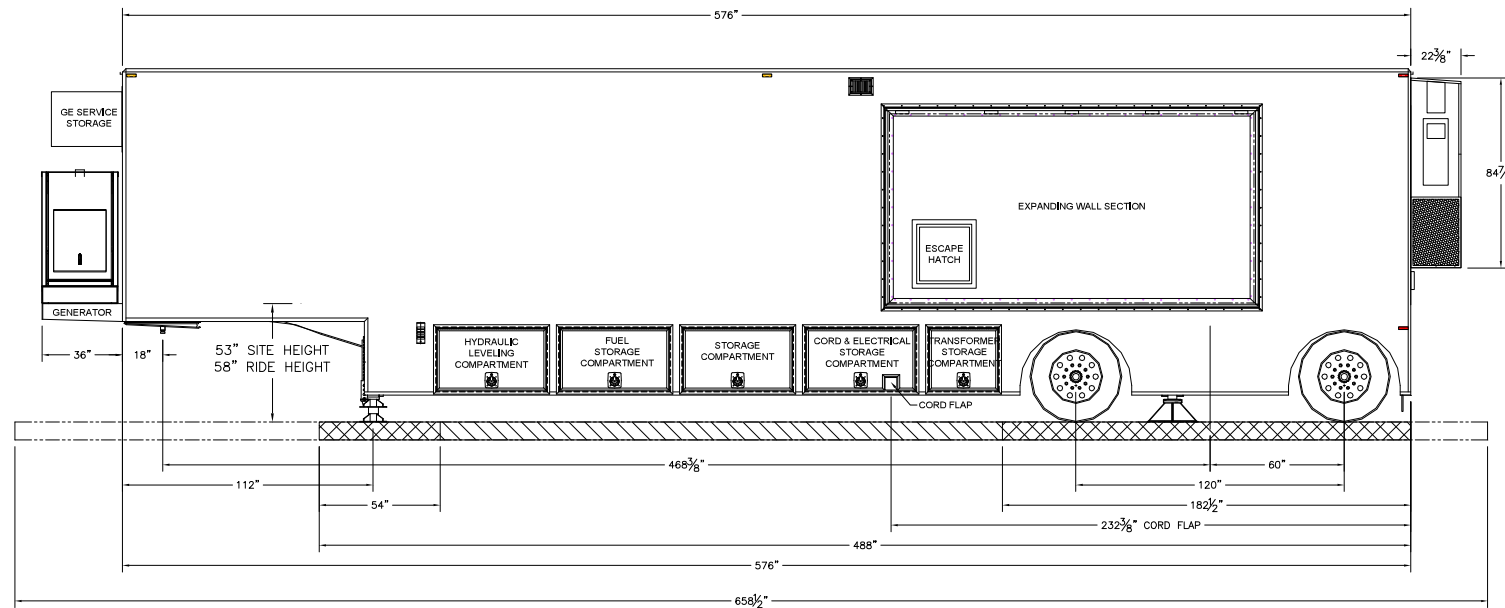 576"
22⅜"
GE SERVICE
STORAGE
84⅞
EXPANDING WALL SECTION
ESCAPE
HATCH
GENERATOR
36"
18"
53" SITE HEIGHT
58" RIDE HEIGHT
HYDRAULIC
LEVELING
COMPARTMENT
FUEL
STORAGE
COMPARTMENT
STORAGE
COMPARTMENT
CORD & ELECTRICAL
STORAGE
COMPARTMENT
TRANSFORMER
STORAGE
COMPARTMENT
CORD FLAP
468⅜"
60"
112"
120"
54"
182½"
232⅜" CORD FLAP
488"
576"
658½"